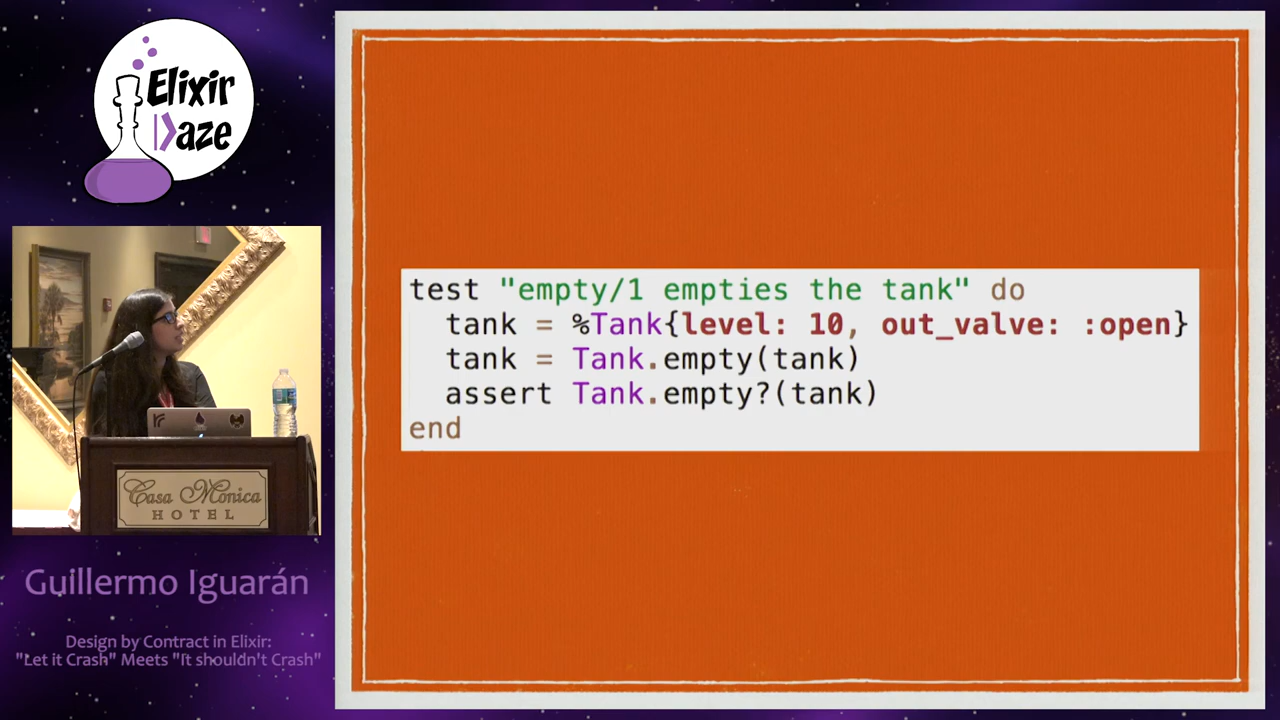 Elixir
|>aze
Casa Monica
HOTEL
Guillermo Iguarán
Design by Contract in Elixir:
"Let it Crash" Meets "It shouldn't Crash"
test "empty/1 empties the tank" do
  tank = %Tank{level: 10, out_valve: :open}
  tank = Tank.empty(tank)
  assert Tank.empty?(tank)
end